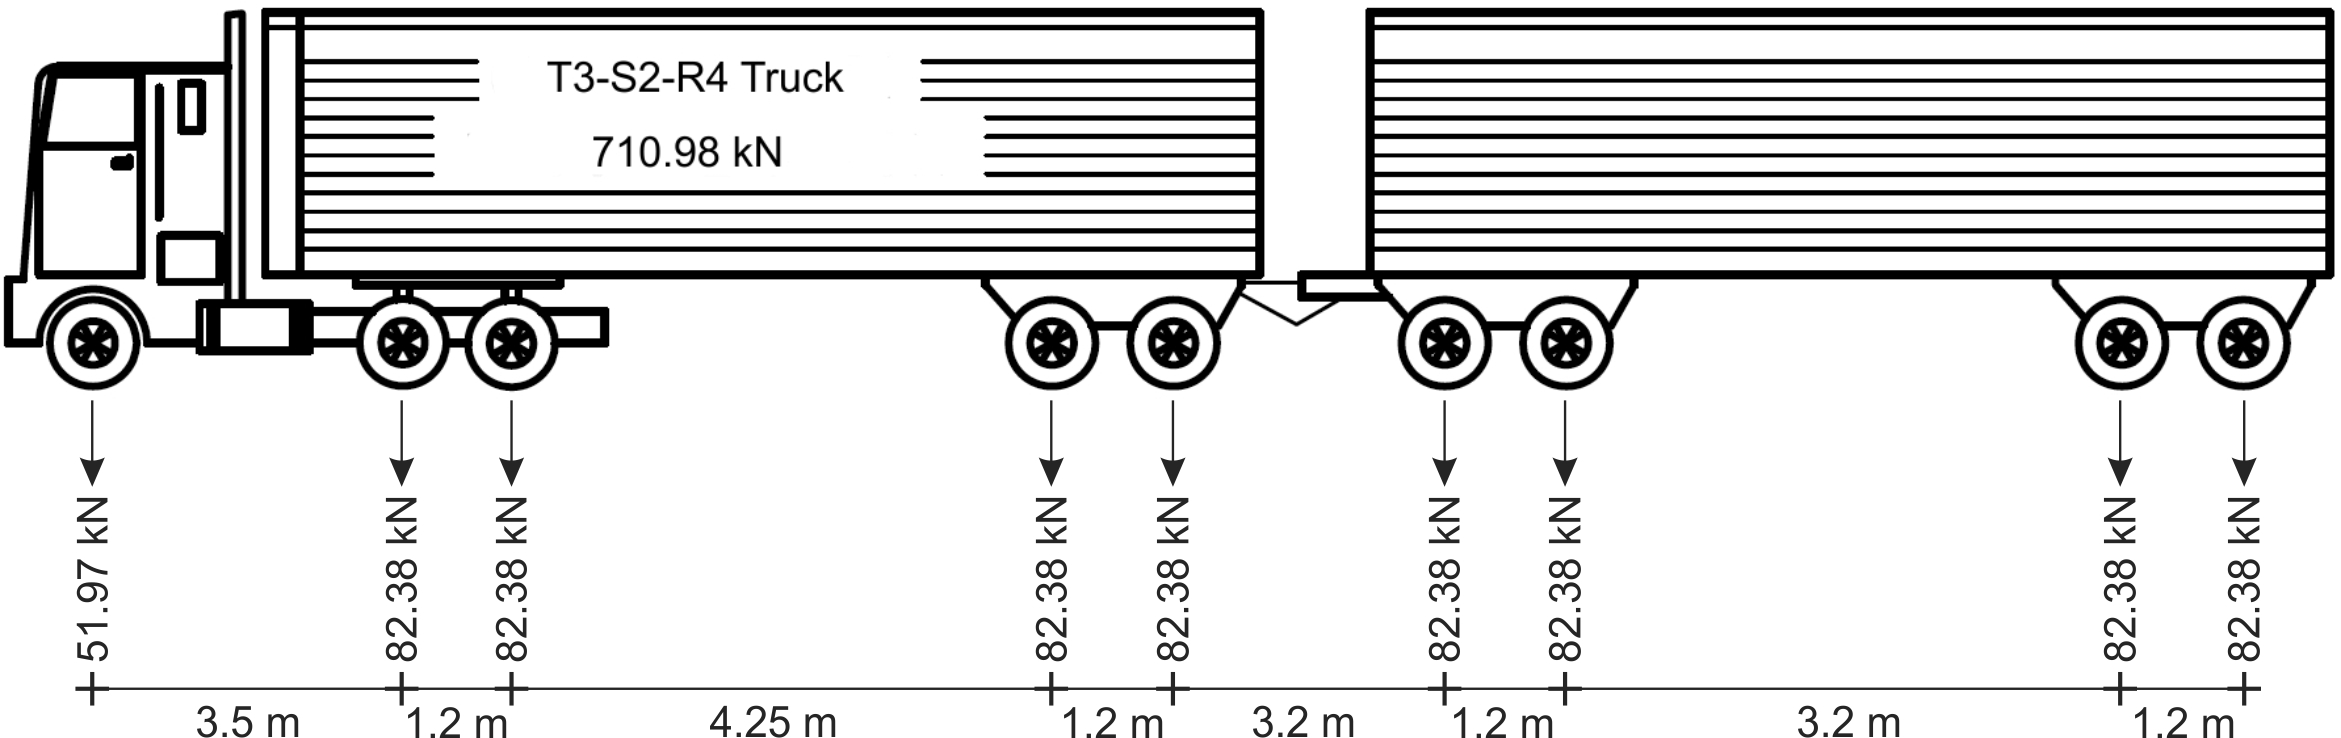 T3-S2-R4 Truck
710.98 kN
51.97 kN
82.38 kN
82.38 kN
82.38 kN
82.38 kN
82.38 kN
82.38 kN
82.38 kN
82.38 kN
3.5 m
1.2 m
4.25 m
1.2 m
3.2 m
1.2 m
3.2 m
1.2 m